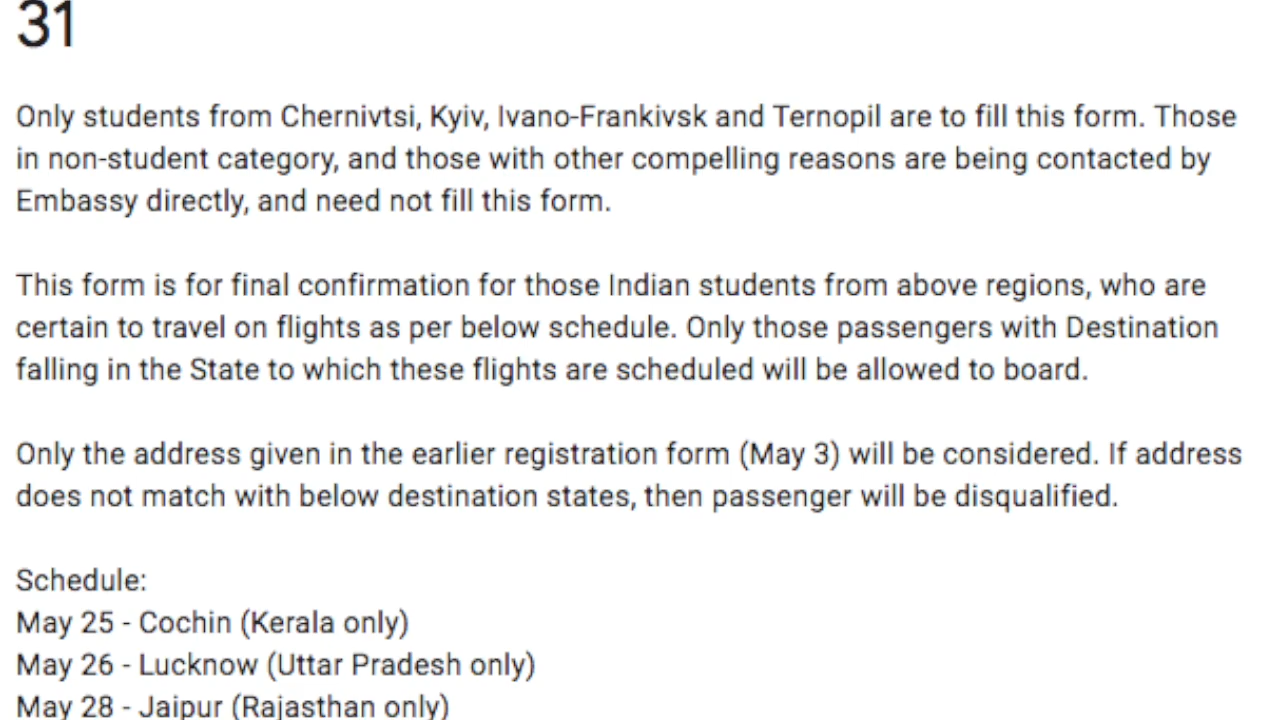 31
Only students from Chernivtsi, Kyiv, Ivano-Frankivsk and Ternopil are to fill this form. Those
in non-student category, and those with other compelling reasons are being contacted by
Embassy directly, and need not fill this form.
This form is for final confirmation for those Indian students from above regions, who are
certain to travel on flights as per below schedule. Only those passengers with Destination
falling in the State to which these flights are scheduled will be allowed to board.
Only the address given in the earlier registration form (May 3) will be considered. If address
does not match with below destination states, then passenger will be disqualified.
Schedule:
May 25 - Cochin (Kerala only)
May 26 - Lucknow (Uttar Pradesh only)
May 28 - Jaipur (Rajasthan only)